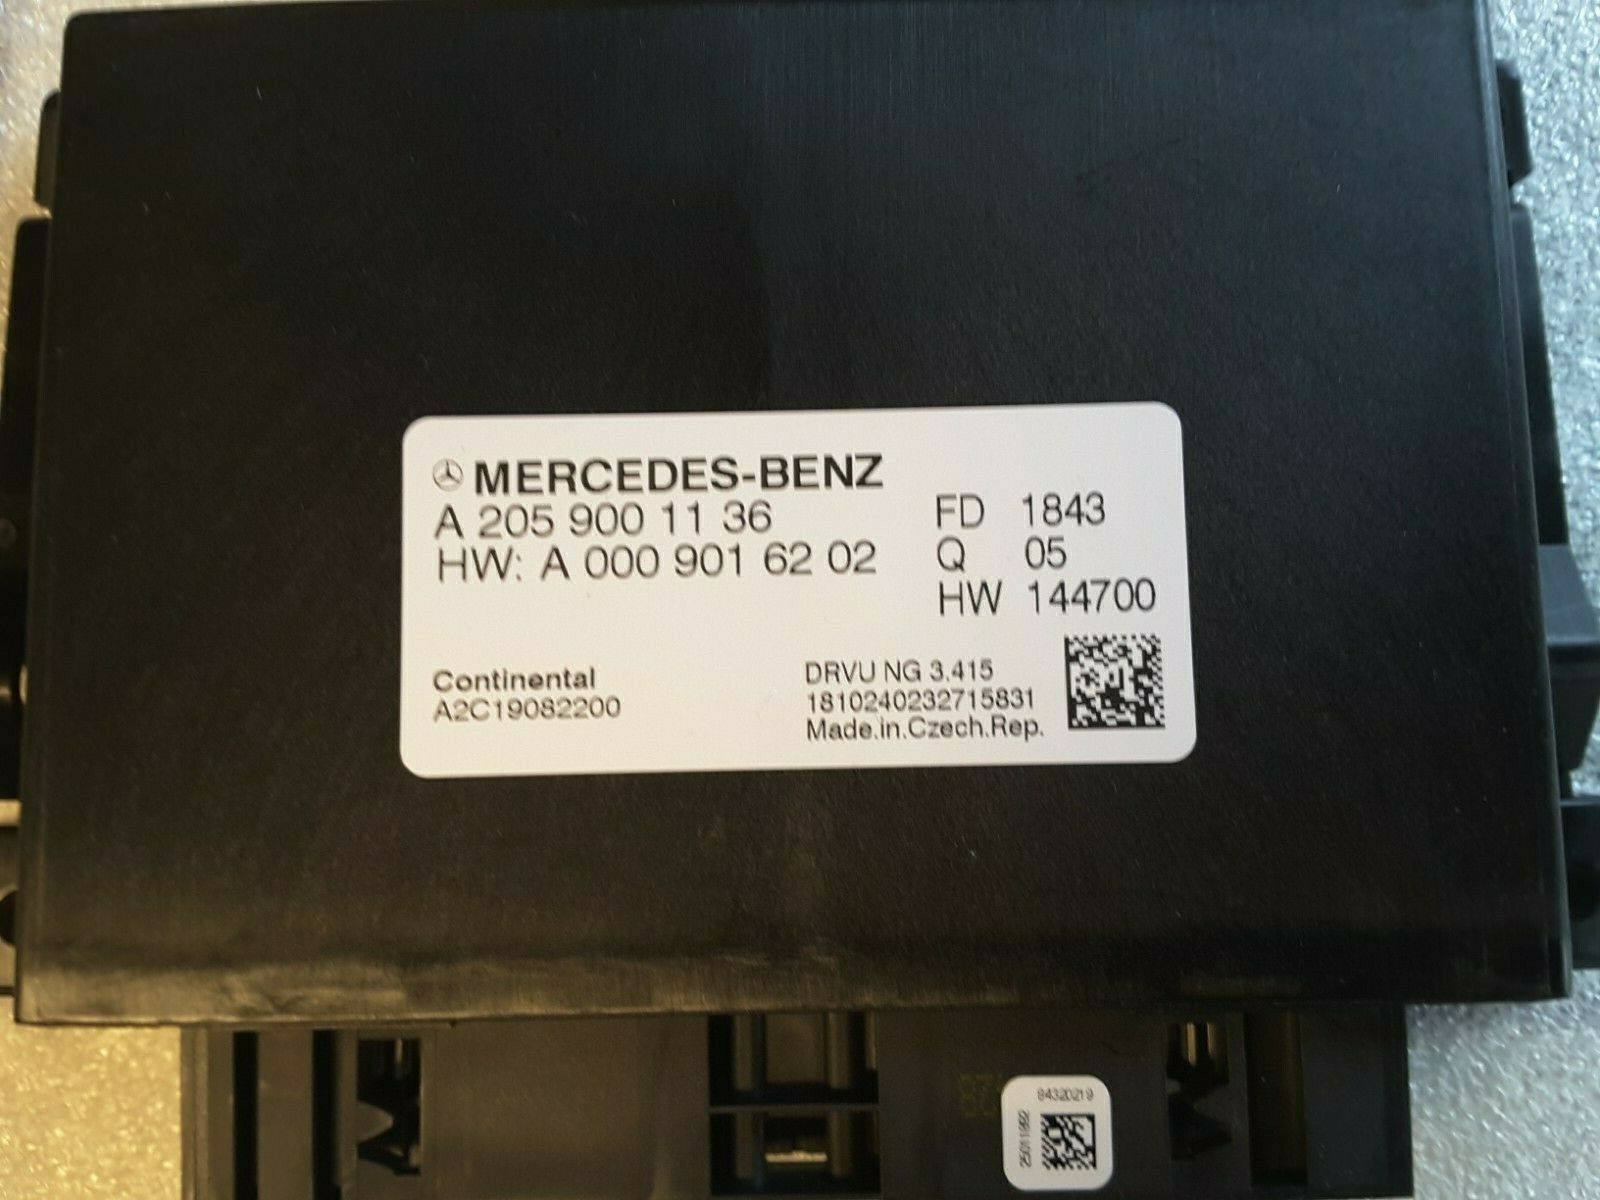 MERCEDES-BENZ
A 205 900 11 36
HW: A 000 901 62 02
FD 1843
Q 05
HW 144700
Continental
A2C19082200
DRVU NG 3.415
1810240232715831
Made.in.Czech.Rep.
84320219